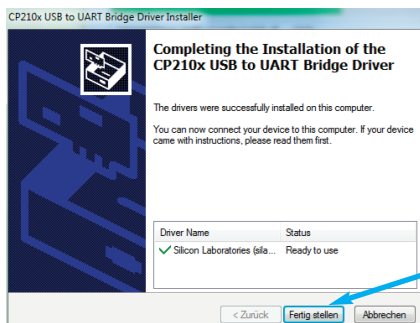 CP210x USB to UART Bridge Driver Installer
Completing the Installation of the
CP210x USB to UART Bridge Driver
The drivers were successfully installed on this computer.
You can now connect your device to this computer. If your device
came with instructions, please read them first.
Driver Name Status
Silicon Laboratories (sila... Ready to use
< Zurück Fertig stellen Abbrechen